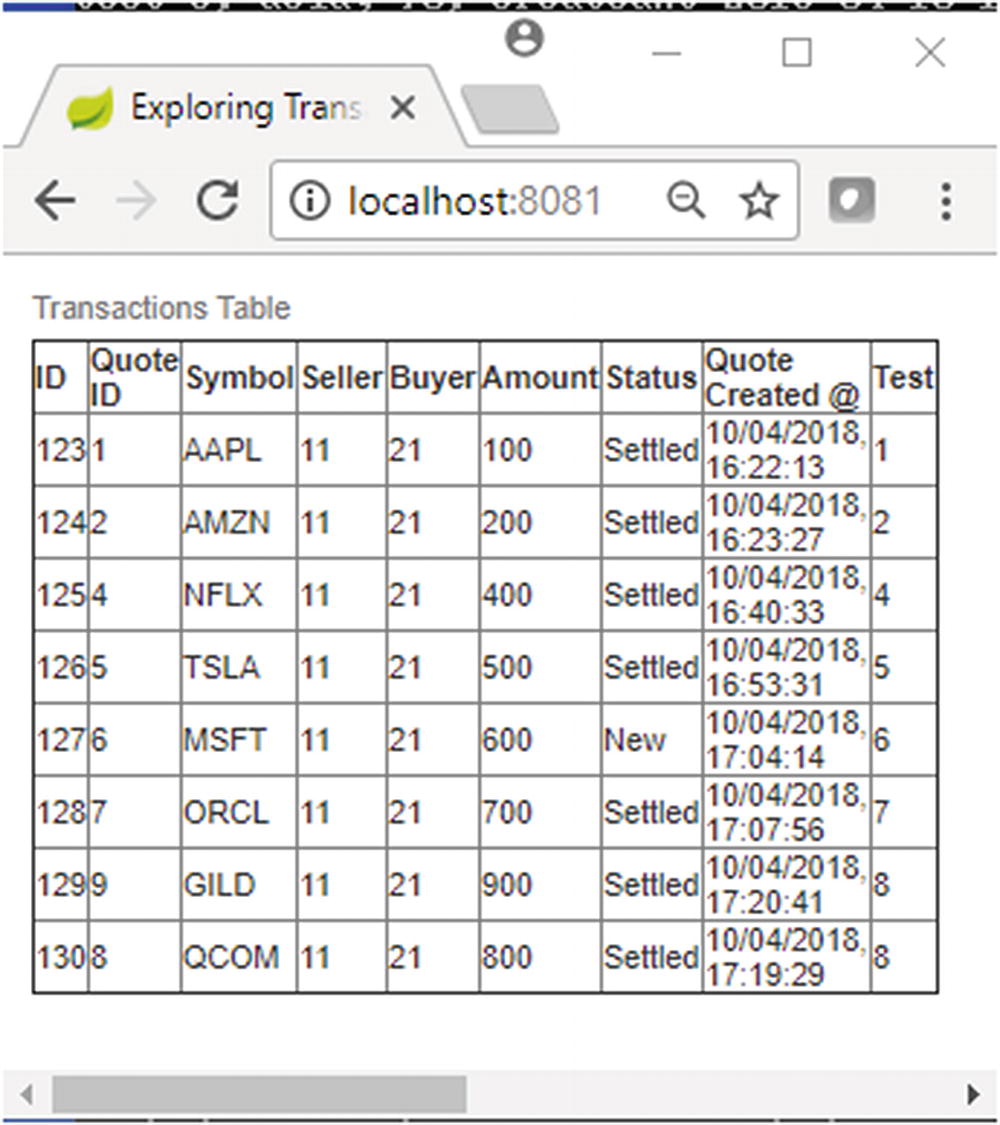 Exploring Trans
localhost:8081
Transactions Table
ID Quote ID Symbol Seller Buyer Amount Status Quote Created @ Test
123 1 AAPL 11 21 100 Settled 10/04/2018, 16:22:13 1
124 2 AMZN 11 21 200 Settled 10/04/2018, 16:23:27 2
125 4 NFLX 11 21 400 Settled 10/04/2018, 16:40:33 4
126 5 TSLA 11 21 500 Settled 10/04/2018, 16:53:31 5
127 6 MSFT 11 21 600 New 10/04/2018, 17:04:14 6
128 7 ORCL 11 21 700 Settled 10/04/2018, 17:07:56 7
129 9 GILD 11 21 900 Settled 10/04/2018, 17:20:41 8
130 8 QCOM 11 21 800 Settled 10/04/2018, 17:19:29 8